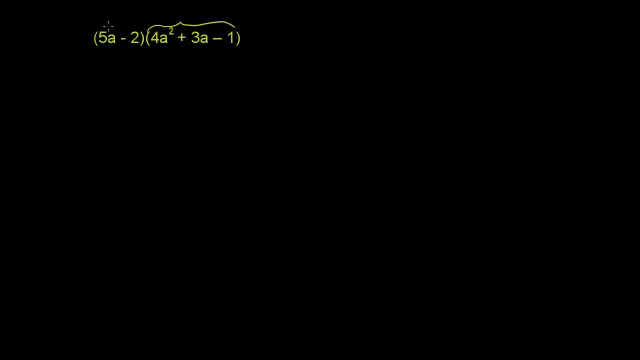 (5a - 2)(4a² + 3a – 1)